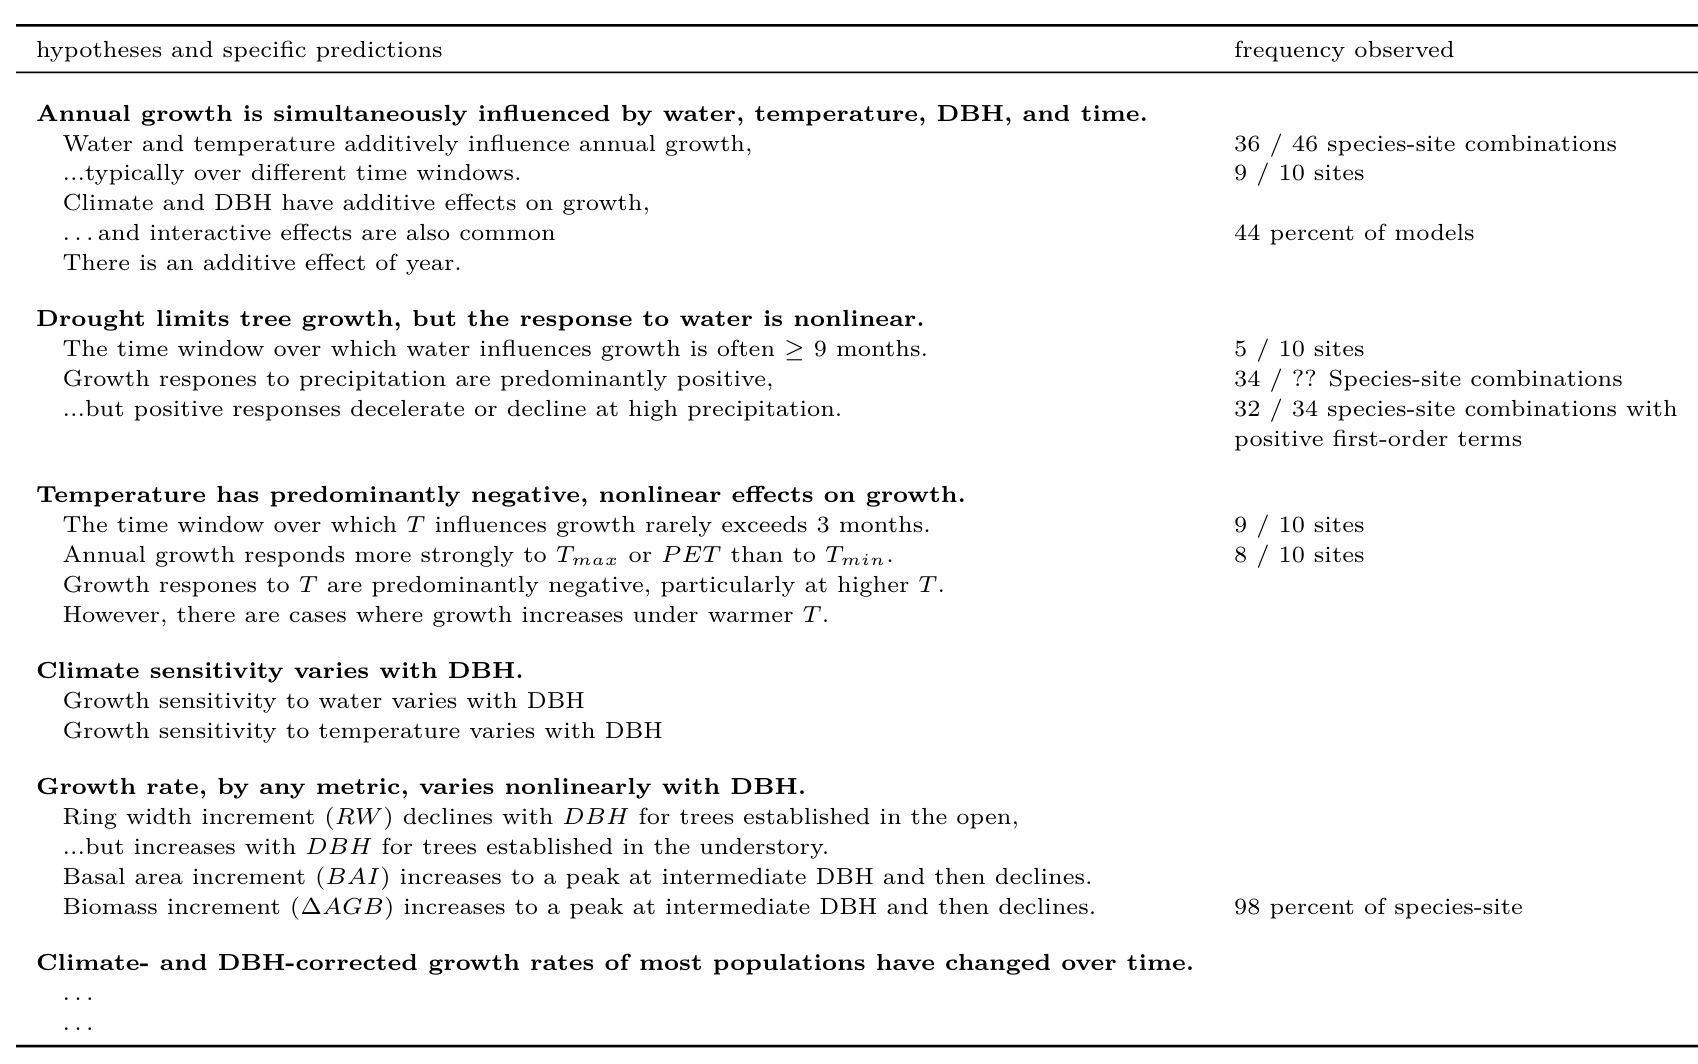 hypotheses and specific predictions frequency observed
Annual growth is simultaneously influenced by water, temperature, DBH, and time.
Water and temperature additively influence annual growth, 36 / 46 species-site combinations
...typically over different time windows. 9 / 10 sites
Climate and DBH have additive effects on growth,
...and interactive effects are also common 44 percent of models
There is an additive effect of year.
Drought limits tree growth, but the response to water is nonlinear.
The time window over which water influences growth is often ≥ 9 months. 5 / 10 sites
Growth respones to precipitation are predominantly positive, 34 / ?? Species-site combinations
...but positive responses decelerate or decline at high precipitation. 32 / 34 species-site combinations with
positive first-order terms
Temperature has predominantly negative, nonlinear effects on growth.
The time window over which T influences growth rarely exceeds 3 months. 9 / 10 sites
Annual growth responds more strongly to Tmax or PET than to Tmin. 8 / 10 sites
Growth respones to T are predominantly negative, particularly at higher T.
However, there are cases where growth increases under warmer T.
Climate sensitivity varies with DBH.
Growth sensitivity to water varies with DBH
Growth sensitivity to temperature varies with DBH
Growth rate, by any metric, varies nonlinearly with DBH.
Ring width increment (RW) declines with DBH for trees established in the open,
...but increases with DBH for trees established in the understory.
Basal area increment (BAI) increases to a peak at intermediate DBH and then declines.
Biomass increment (ΔAGB) increases to a peak at intermediate DBH and then declines. 98 percent of species-site
Climate- and DBH-corrected growth rates of most populations have changed over time.
...
...